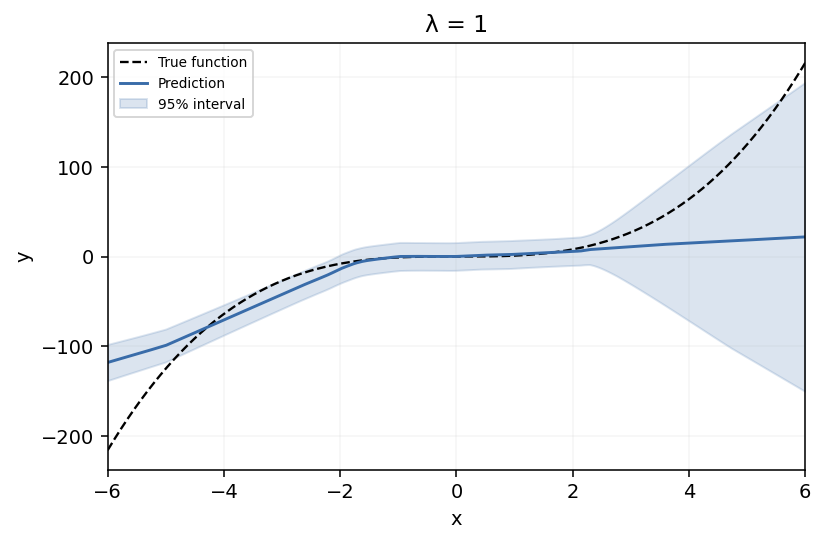 λ = 1
True function
Prediction
95% interval
y
200
100
0
−100
−200
−6 −4 −2 0 2 4 6
x